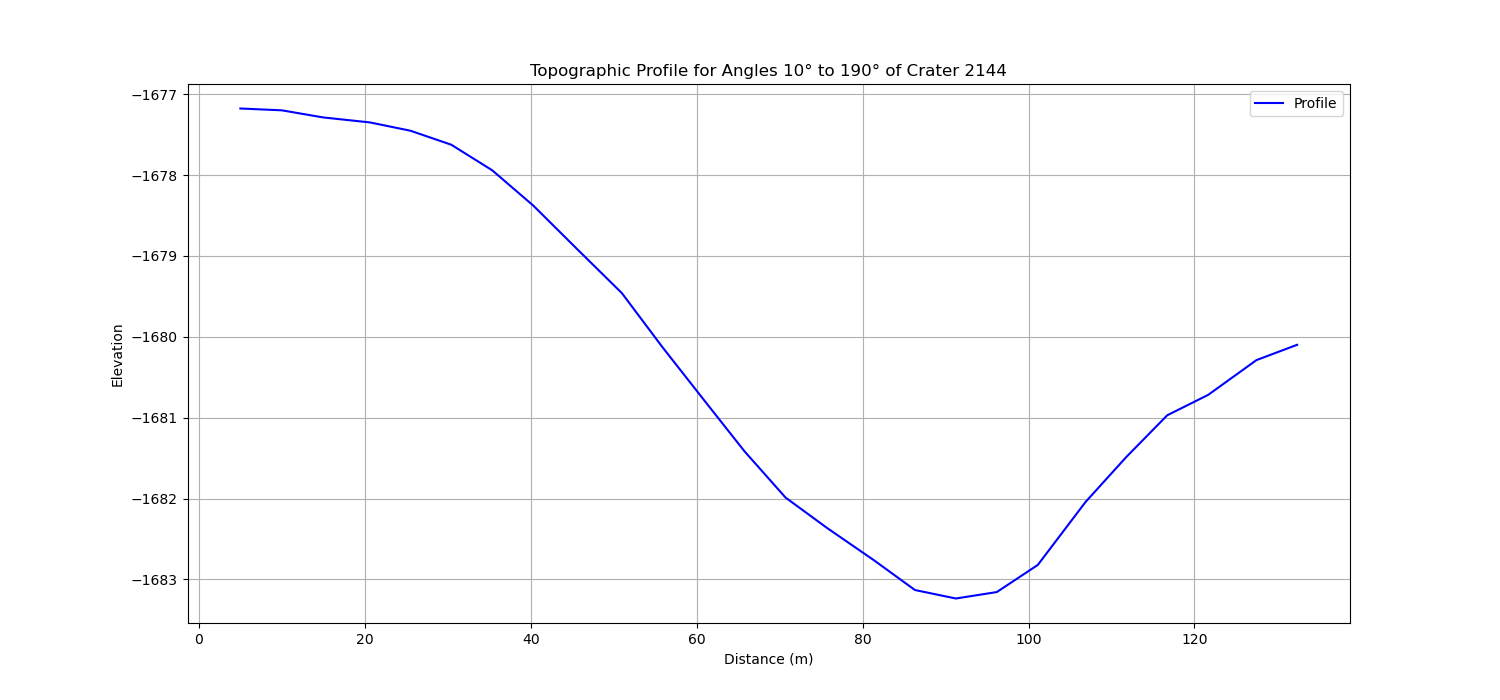 Topographic Profile for Angles 10° to 190° of Crater 2144
Profile
Elevation
−1677
−1678
−1679
−1680
−1681
−1682
−1683
0 20 40 60 80 100 120
Distance (m)